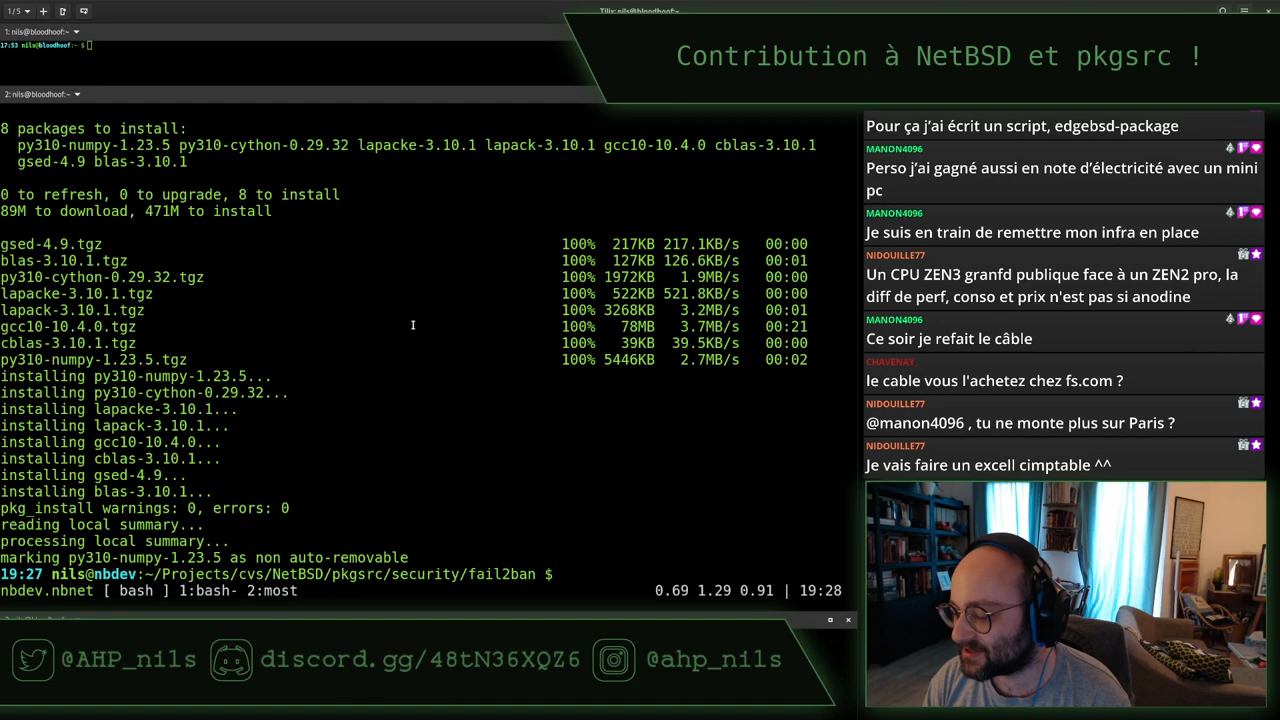 1/5
Tilix: nils@bloodhoof:~
1: nils@bloodhoof:~
17:53 nils@bloodhoof:~ $
Contribution à NetBSD et pkgsrc !
2: nils@bloodhoof:~
8 packages to install:
py310-numpy-1.23.5 py310-cython-0.29.32 lapacke-3.10.1 lapack-3.10.1 gcc10-10.4.0 cblas-3.10.1
gsed-4.9 blas-3.10.1
0 to refresh, 0 to upgrade, 8 to install
89M to download, 471M to install
gsed-4.9.tgz 100% 217KB 217.1KB/s 00:00
blas-3.10.1.tgz 100% 127KB 126.6KB/s 00:01
py310-cython-0.29.32.tgz 100% 1972KB 1.9MB/s 00:00
lapacke-3.10.1.tgz 100% 522KB 521.8KB/s 00:00
lapack-3.10.1.tgz 100% 3268KB 3.2MB/s 00:01
gcc10-10.4.0.tgz 100% 78MB 3.7MB/s 00:21
cblas-3.10.1.tgz 100% 39KB 39.5KB/s 00:00
py310-numpy-1.23.5.tgz 100% 5446KB 2.7MB/s 00:02
installing py310-numpy-1.23.5...
installing py310-cython-0.29.32...
installing lapacke-3.10.1...
installing lapack-3.10.1...
installing gcc10-10.4.0...
installing cblas-3.10.1...
installing gsed-4.9...
installing blas-3.10.1...
pkg_install warnings: 0, errors: 0
reading local summary...
processing local summary...
marking py310-numpy-1.23.5 as non auto-removable
19:27 nils@nbdev:~/Projects/cvs/NetBSD/pkgsrc/security/fail2ban $
nbdev.nbnet [ bash ] 1:bash- 2:most 0.69 1.29 0.91 | 19:28
Pour ça j’ai écrit un script, edgebsd-package
MANON4096
Perso j’ai gagné aussi en note d’électricité avec un mini
pc
MANON4096
Je suis en train de remettre mon infra en place
NIDOUILLE77
Un CPU ZEN3 granfd publique face à un ZEN2 pro, la
diff de perf, conso et prix n'est pas si anodine
MANON4096
Ce soir je refait le câble
CHAVENAY_
le cable vous l'achetez chez fs.com ?
NIDOUILLE77
@manon4096 , tu ne monte plus sur Paris ?
NIDOUILLE77
Je vais faire un excell cimptable ^^
@AHP_nils discord.gg/48tN36XQZ6 @ahp_nils